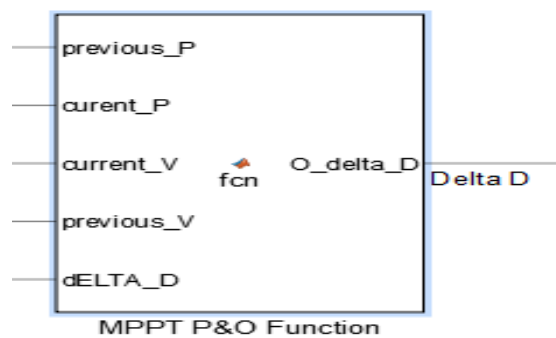 previous_P
curent_P
current_V
fcn
O_delta_D
Delta D
previous_V
dELTA_D
MPPT P&O Function